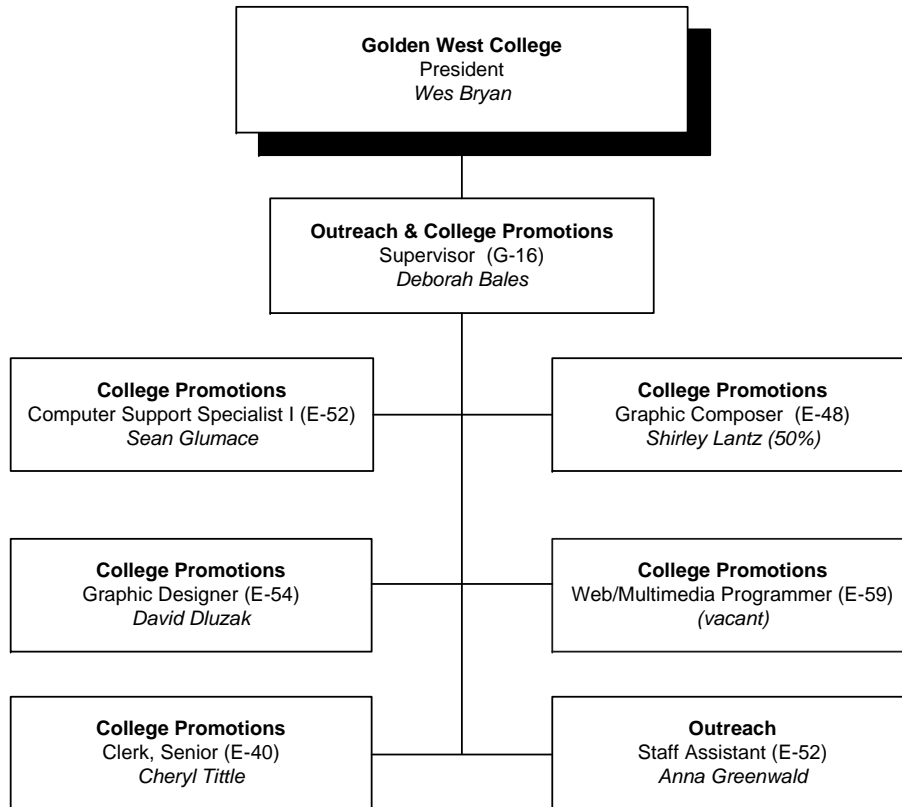 Golden West College
President
Wes Bryan
Outreach & College Promotions
Supervisor (G-16)
Deborah Bales
College Promotions
Computer Support Specialist I (E-52)
Sean Glumace
College Promotions
Graphic Composer (E-48)
Shirley Lantz (50%)
College Promotions
Graphic Designer (E-54)
David Dluzak
College Promotions
Web/Multimedia Programmer (E-59)
(vacant)
College Promotions
Clerk, Senior (E-40)
Cheryl Tittle
Outreach
Staff Assistant (E-52)
Anna Greenwald